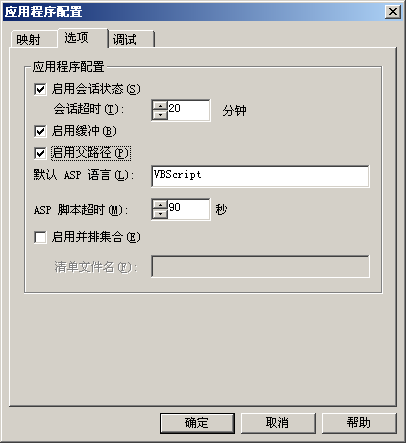 应用程序配置
映射 选项 调试
应用程序配置
启用会话状态(S)
会话超时(T): 20 分钟
启用缓冲(B)
启用父路径(P)
默认 ASP 语言(L): VBScript
ASP 脚本超时(M): 90 秒
启用并排集合(E)
清单文件名(F):
确定 取消 帮助